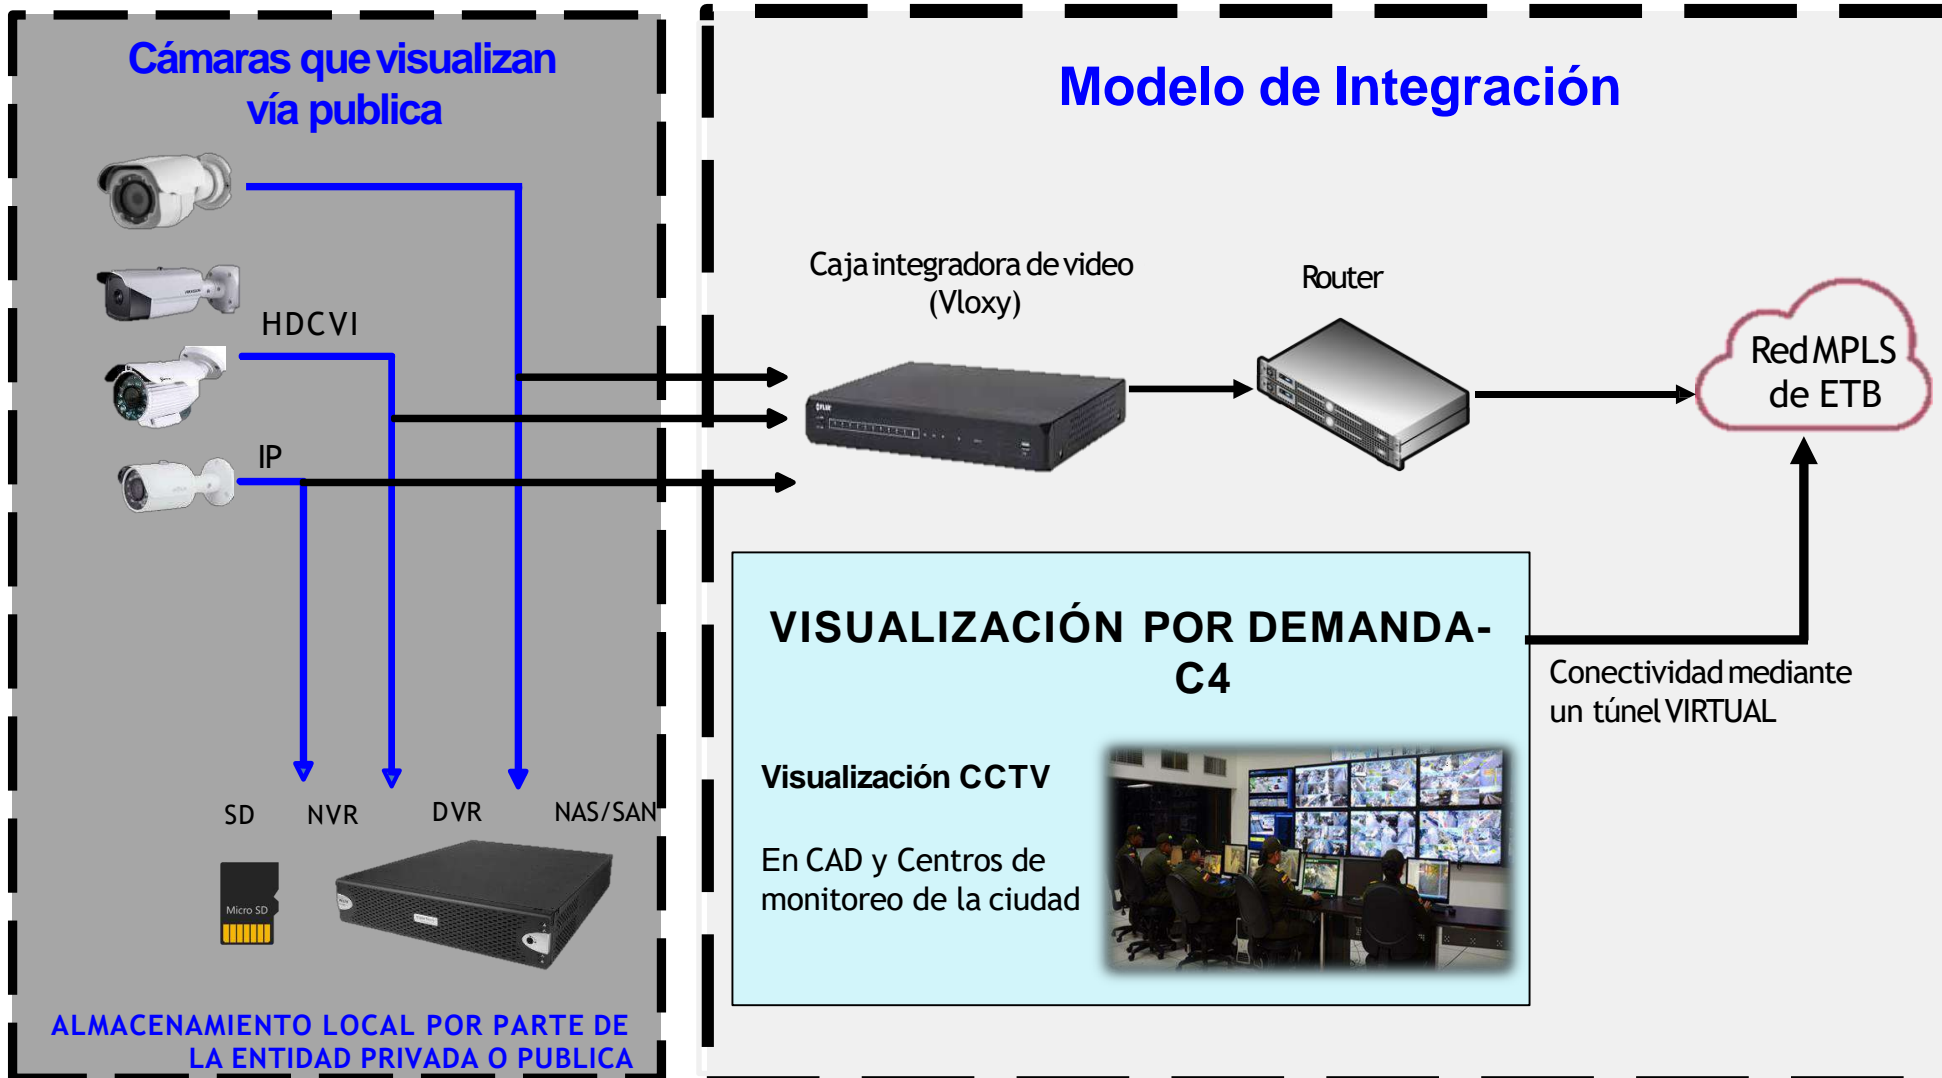 Cámaras que visualizan
vía publica
HDCVI
IP
SD
NVR
DVR
NAS/SAN
Micro SD
ALMACENAMIENTO LOCAL POR PARTE DE
LA ENTIDAD PRIVADA O PUBLICA
Modelo de Integración
Caja integradora de video
(Vloxy)
Router
Red MPLS
de ETB
FLIR
VISUALIZACIÓN POR DEMANDA-
C4
Conectividad mediante
un túnel VIRTUAL
Visualización CCTV
En CAD y Centros de
monitoreo de la ciudad